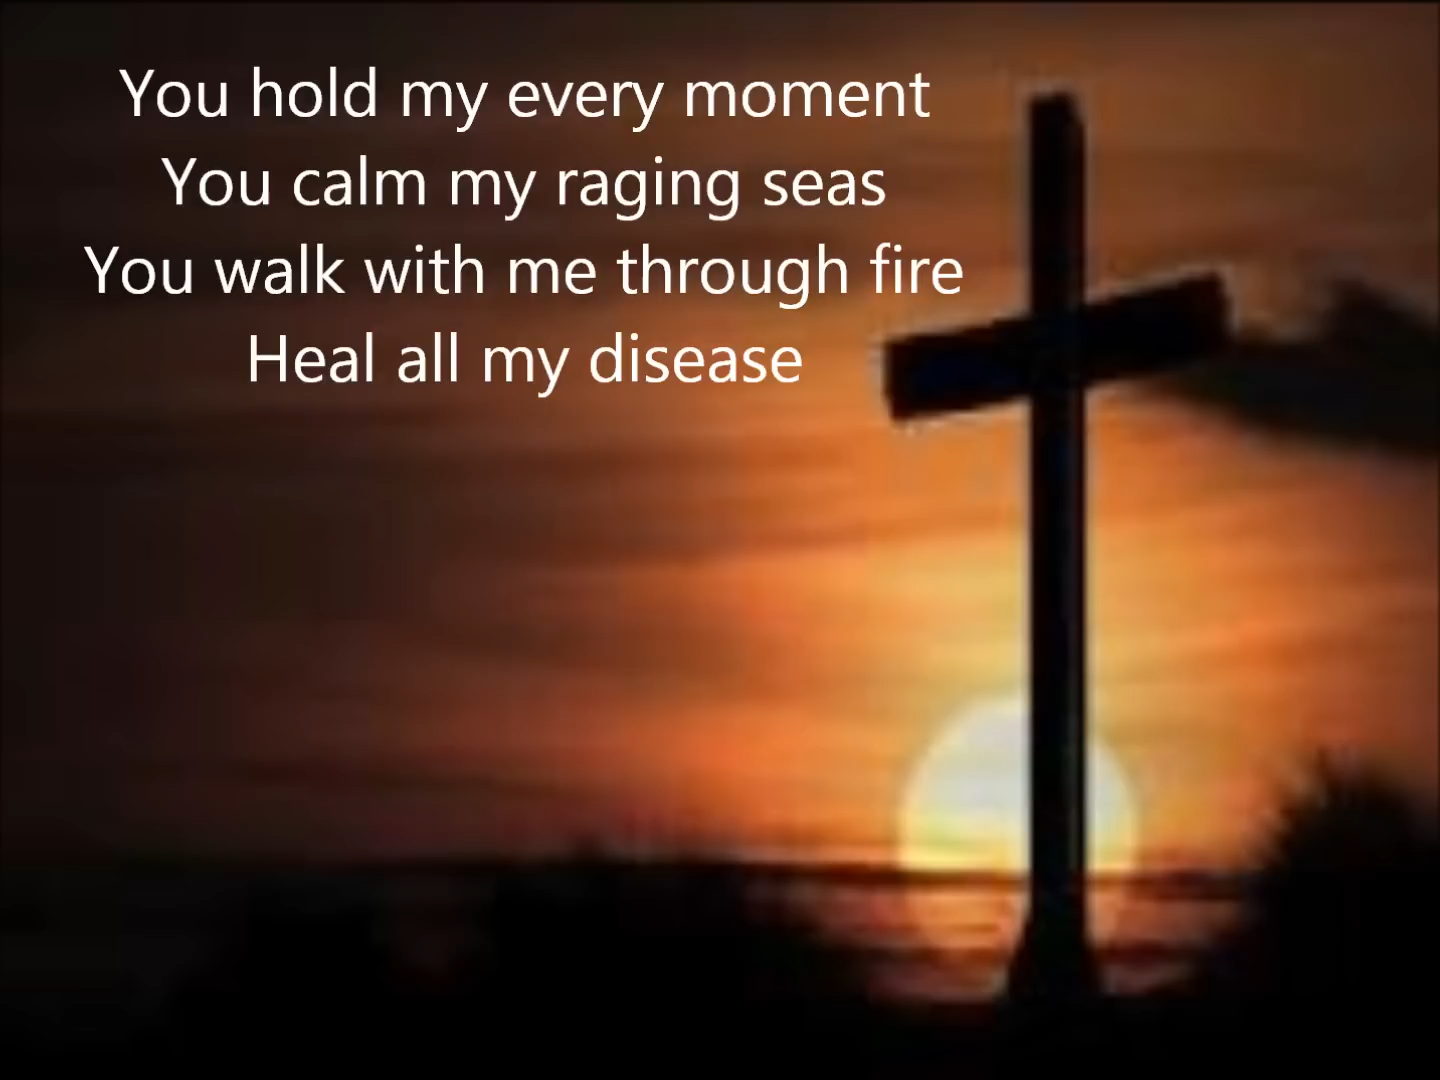 You hold my every moment
You calm my raging seas
You walk with me through fire
Heal all my disease